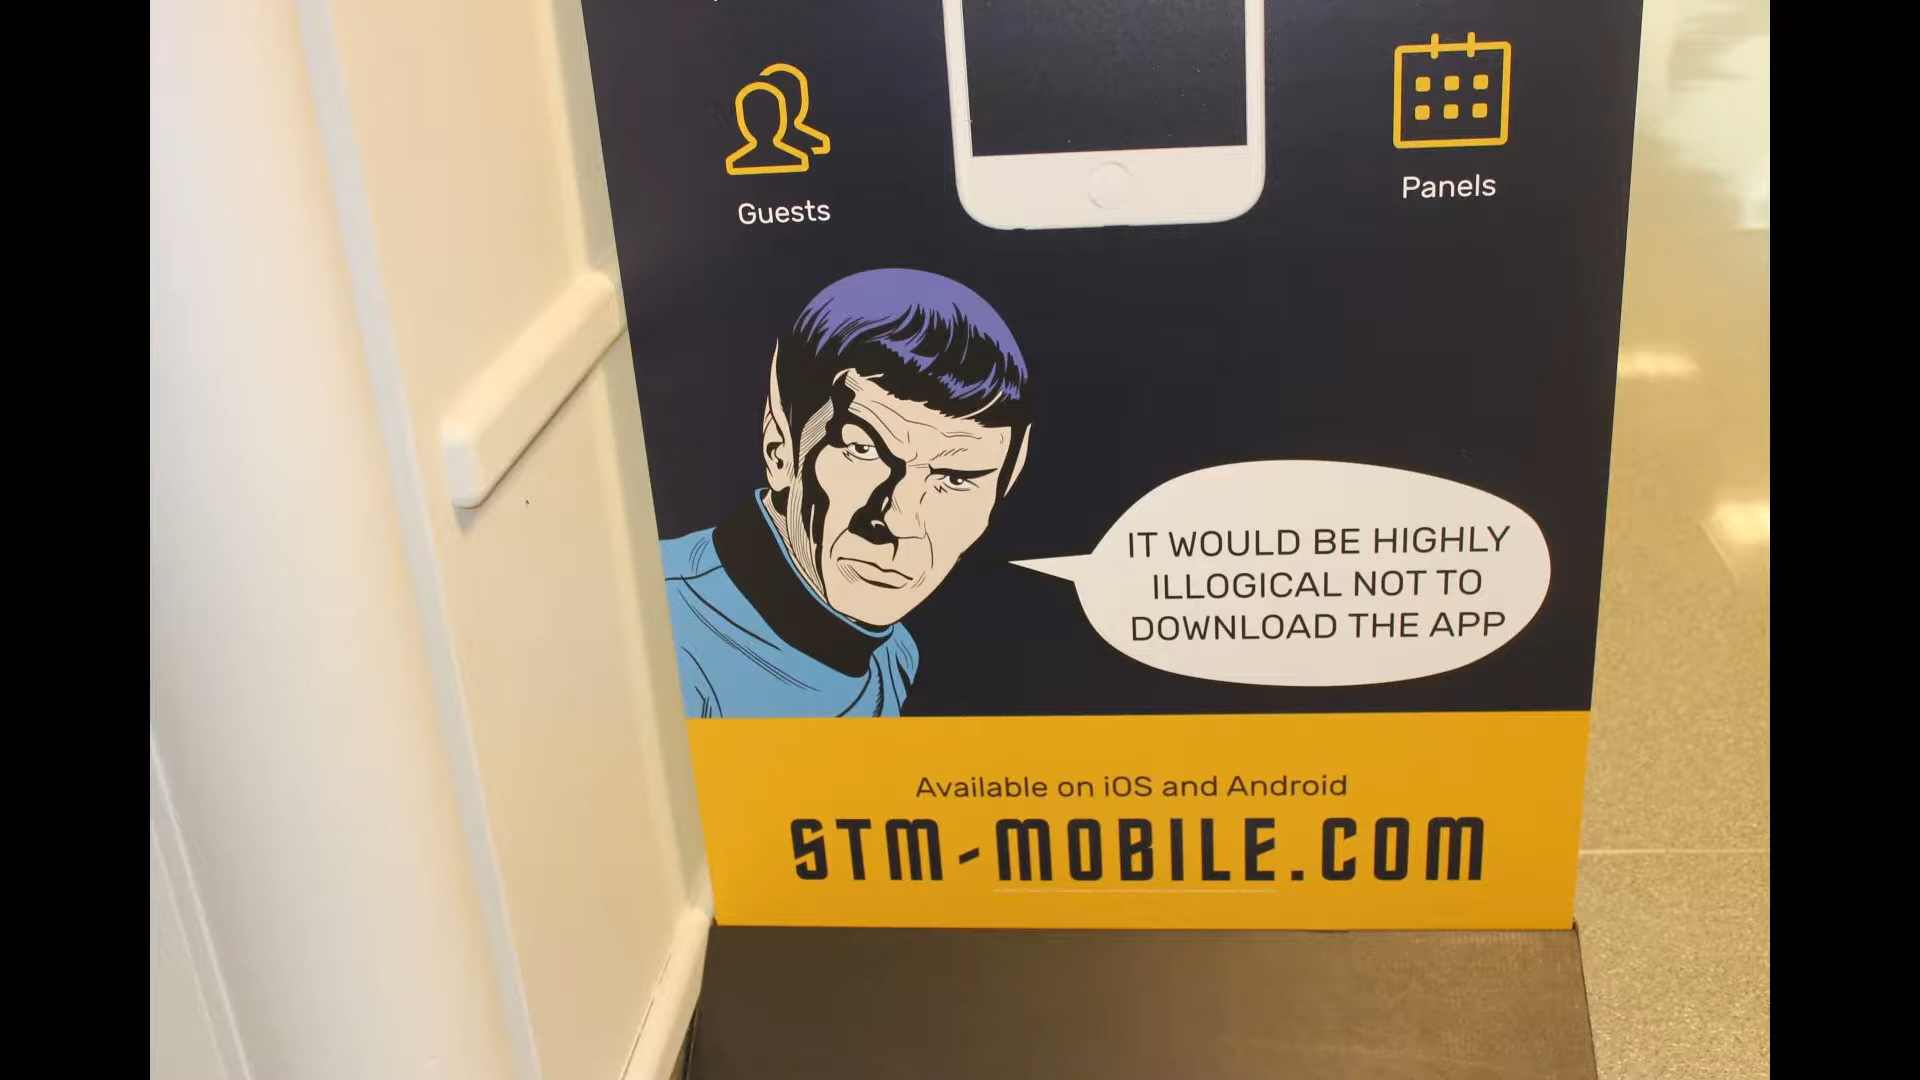 Guests
Panels
IT WOULD BE HIGHLY
ILLOGICAL NOT TO
DOWNLOAD THE APP
Available on iOS and Android
STM-MOBILE.COM